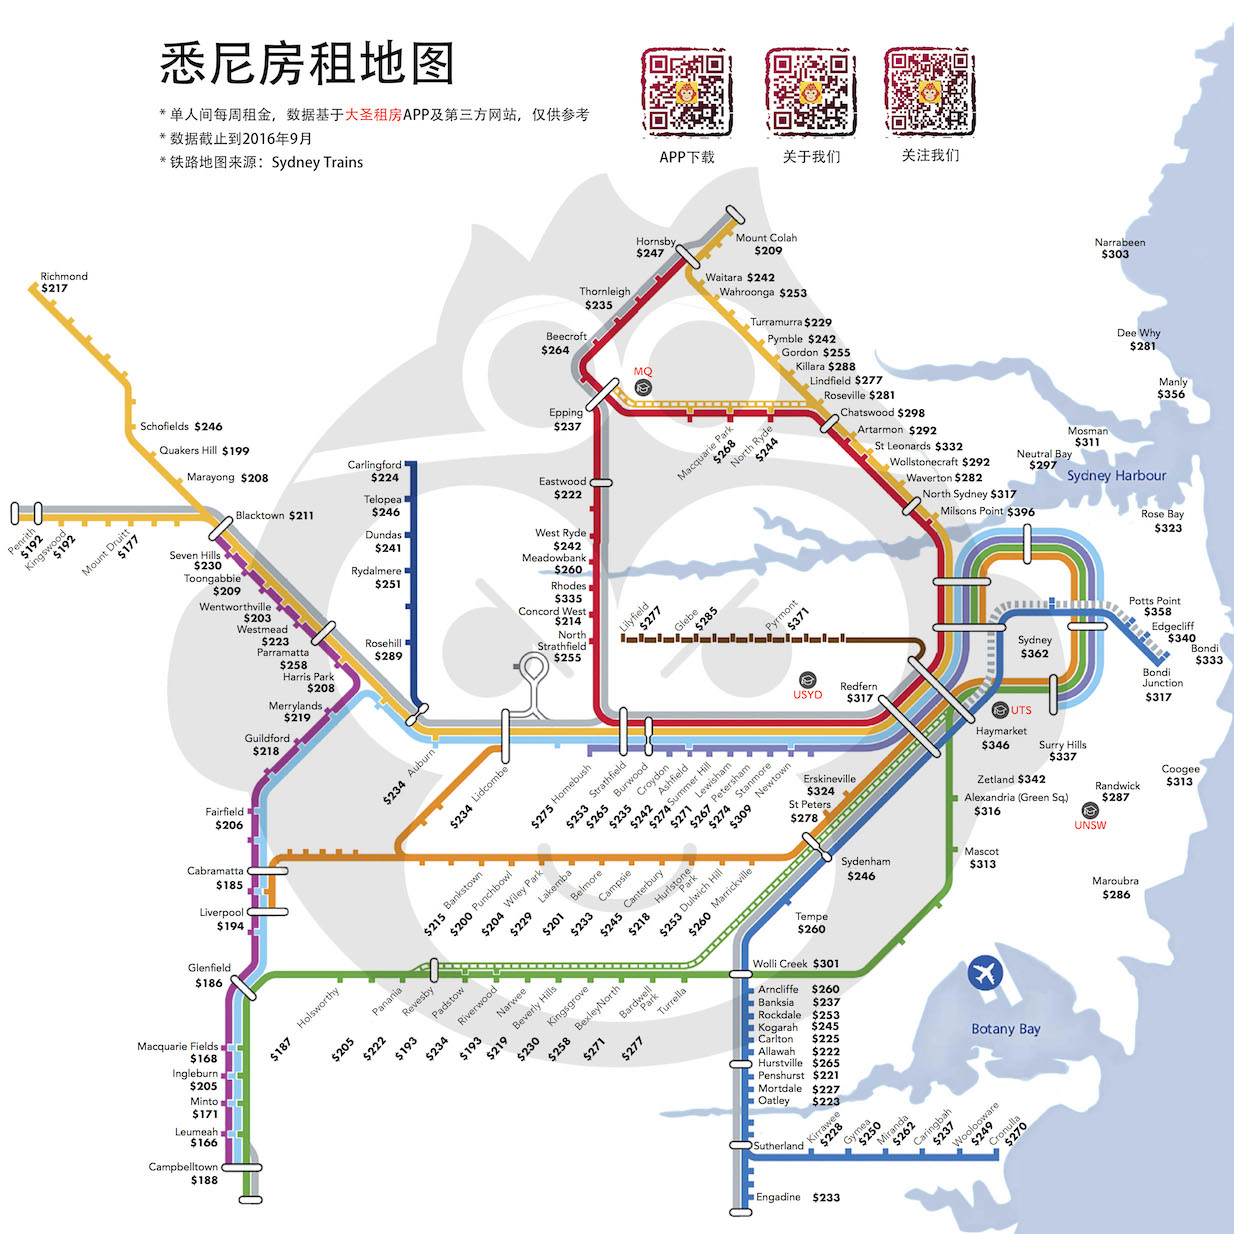 悉尼房租地图
* 单人间每周租金，数据基于大圣租房APP及第三方网站，仅供参考
* 数据截止到2016年9月
* 铁路地图来源：Sydney Trains
APP下载
关于我们
关注我们
Hornsby
$247
Mount Colah
$209
Narrabeen
$303
Richmond
$217
Waitara $242
Wahroonga $253
Thornleigh
$235
Turramurra $229
Beecroft
$264
Pymble $242
Gordon $255
Killara $288
Lindfield $277
Roseville $281
Dee Why
$281
Manly
$356
MQ
Epping
$237
Chatswood $298
Artarmon $292
St Leonards $332
Wollstonecraft $292
Waverton $282
North Sydney $317
Milsons Point $396
Macquarie Park
$268
North Ryde
$244
Mosman
$311
Neutral Bay
$297
Sydney Harbour
Rose Bay
$323
Schofields $246
Quakers Hill $199
Marayong $208
Blacktown $211
Penrith
$192
Kingswood
$192
Mount Druitt
$177
Carlingford
$224
Telopea
$246
Dundas
$241
Rydalmere
$251
Rosehill
$289
Eastwood
$222
West Ryde
$242
Meadowbank
$260
Rhodes
$335
Concord West
$214
North
Strathfield
$255
Seven Hills
$230
Toongabbie
$209
Wentworthville
$203
Westmead
$223
Parramatta
$258
Harris Park
$208
Merrylands
$219
Guildford
$218
Fairfield
$206
Cabramatta
$185
Liverpool
$194
Glenfield
$186
Lilyfield
$277
Glebe
$285
Pyrmont
$371
USYD
Redfern
$317
Sydney
$362
Potts Point
$358
Edgecliff
$340
Bondi
$333
Bondi
Junction
$317
UTS
Haymarket
$346
Surry Hills
$337
Zetland $342
Alexandria (Green Sq.)
$316
Randwick
$287
UNSW
Coogee
$313
Mascot
$313
Maroubra
$286
Auburn
$234
Lidcombe
$234
Homebush
$275
Strathfield
$253
Burwood
$265
Croydon
$235
Ashfield
$242
Summer Hill
$274
Lewisham
$271
Petersham
$267
Stanmore
$274
Newtown
$309
Erskineville
$324
St Peters
$278
Sydenham
$246
Tempe
$260
Bankstown
$215
Punchbowl
$200
Wiley Park
$204
Lakemba
$229
Belmore
$201
Campsie
$233
Canterbury
$245
Hurlstone
Park
$218
Dulwich Hill
$253
Marrickville
$260
Wolli Creek $301
Holsworthy
$187
Panania
$205
Revesby
$222
Padstow
$193
Riverwood
$234
Narwee
$193
Beverly Hills
$219
Kingsgrove
$230
BexleyNorth
$258
Bardwell
Park
$271
Turrella
$277
Arncliffe $260
Banksia $237
Rockdale $253
Kogarah $245
Carlton $225
Allawah $222
Hurstville $265
Penshurst $221
Mortdale $227
Oatley $223
Botany Bay
Macquarie Fields
$168
Ingleburn
$205
Minto
$171
Leumeah
$166
Campbelltown
$188
Sutherland
Kirrawee
$228
Gymea
$250
Miranda
$262
Caringbah
$237
Woolooware
$249
Cronulla
$270
Engadine $233